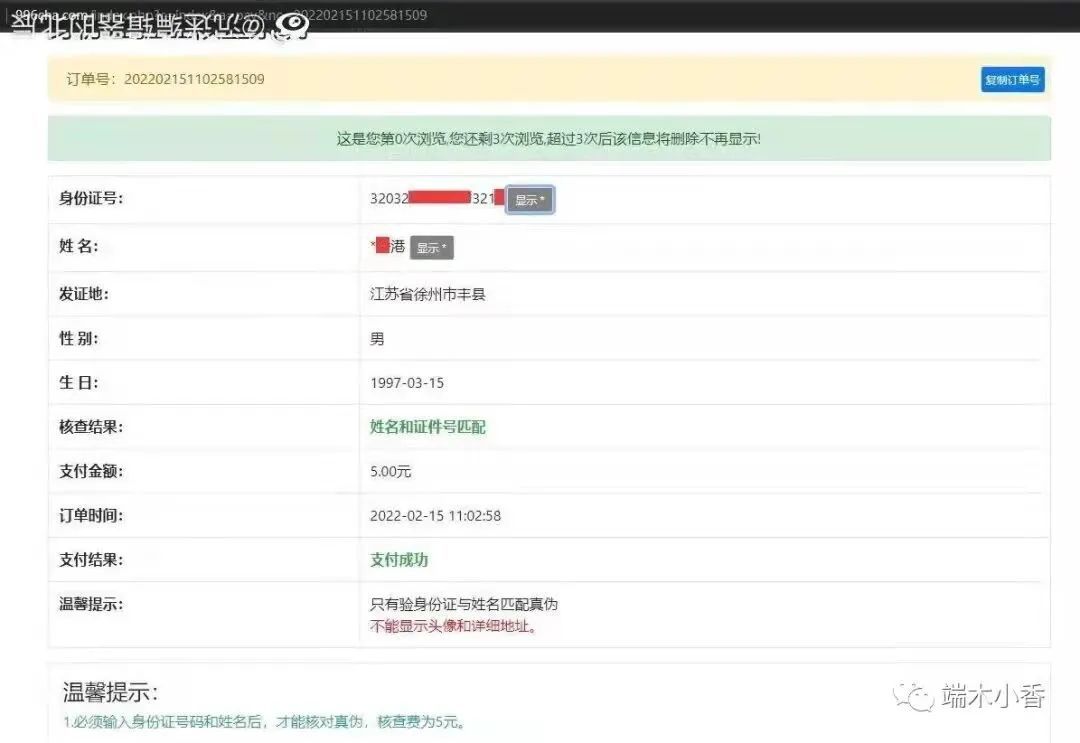 996cha.com
202202151102581509
订单号：202202151102581509
复制订单号
这是您第0次浏览,您还剩3次浏览,超过3次后该信息将删除不再显示!
身份证号： 32032 321 显示 *
姓 名： * 港 显示 *
发证地： 江苏省徐州市丰县
性 别： 男
生 日： 1997-03-15
核查结果： 姓名和证件号匹配
支付金额： 5.00元
订单时间： 2022-02-15 11:02:58
支付结果： 支付成功
温馨提示： 只有验身份证与姓名匹配真伪
不能显示头像和详细地址。
温馨提示：
1.必须输入身份证号码和姓名后，才能核对真伪，核查费为5元。
端木小香